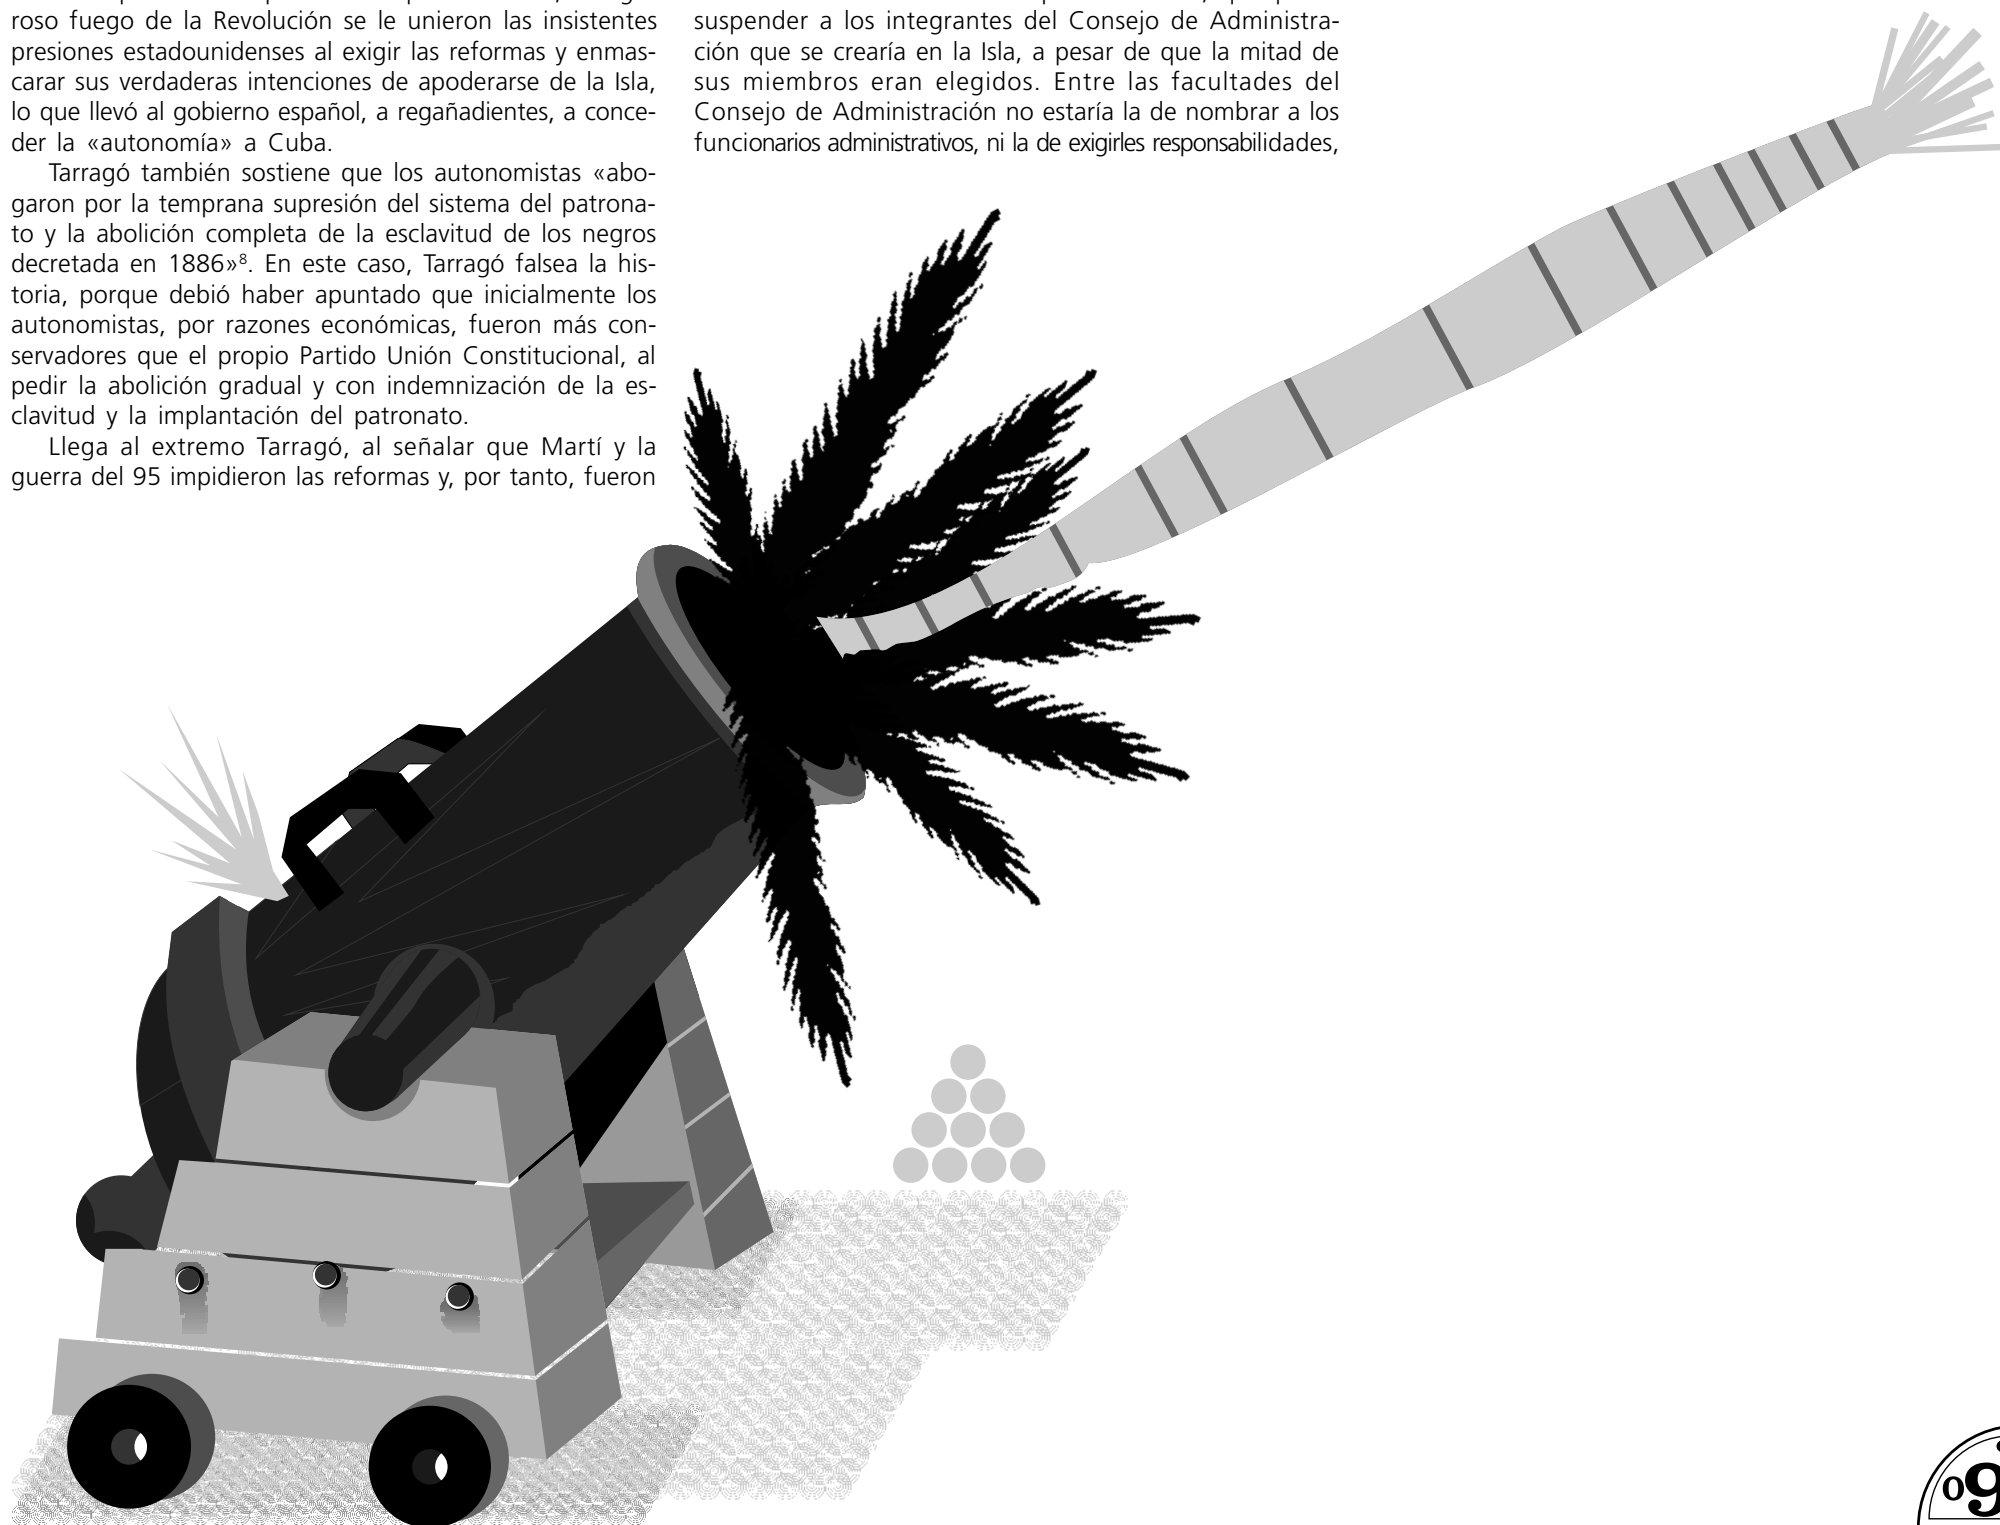 roso fuego de la Revolución se le unieron las insistentes
presiones estadounidenses al exigir las reformas y enmas-
carar sus verdaderas intenciones de apoderarse de la Isla,
lo que llevó al gobierno español, a regañadientes, a conce-
der la «autonomía» a Cuba.
Tarragó también sostiene que los autonomistas «abo-
garon por la temprana supresión del sistema del patrona-
to y la abolición completa de la esclavitud de los negros
decretada en 1886»⁸. En este caso, Tarragó falsea la his-
toria, porque debió haber apuntado que inicialmente los
autonomistas, por razones económicas, fueron más con-
servadores que el propio Partido Unión Constitucional, al
pedir la abolición gradual y con indemnización de la es-
clavitud y la implantación del patronato.
Llega al extremo Tarragó, al señalar que Martí y la
guerra del 95 impidieron las reformas y, por tanto, fueron
suspender a los integrantes del Consejo de Administra-
ción que se crearía en la Isla, a pesar de que la mitad de
sus miembros eran elegidos. Entre las facultades del
Consejo de Administración no estaría la de nombrar a los
funcionarios administrativos, ni la de exigirles responsabilidades,